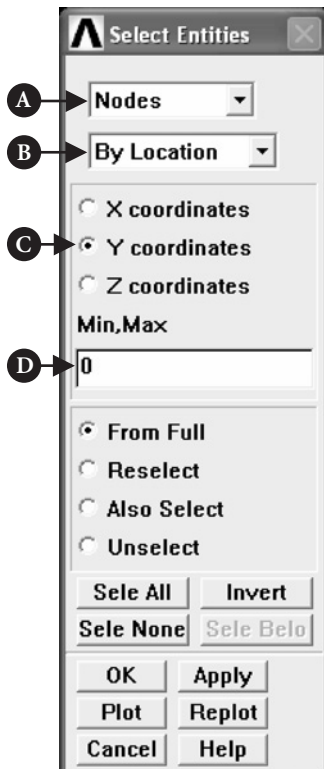 Select Entities
A Nodes
B By Location
X coordinates
C Y coordinates
Z coordinates
Min,Max
D 0
From Full
Reselect
Also Select
Unselect
Sele All Invert
Sele None Sele Belo
OK Apply
Plot Replot
Cancel Help